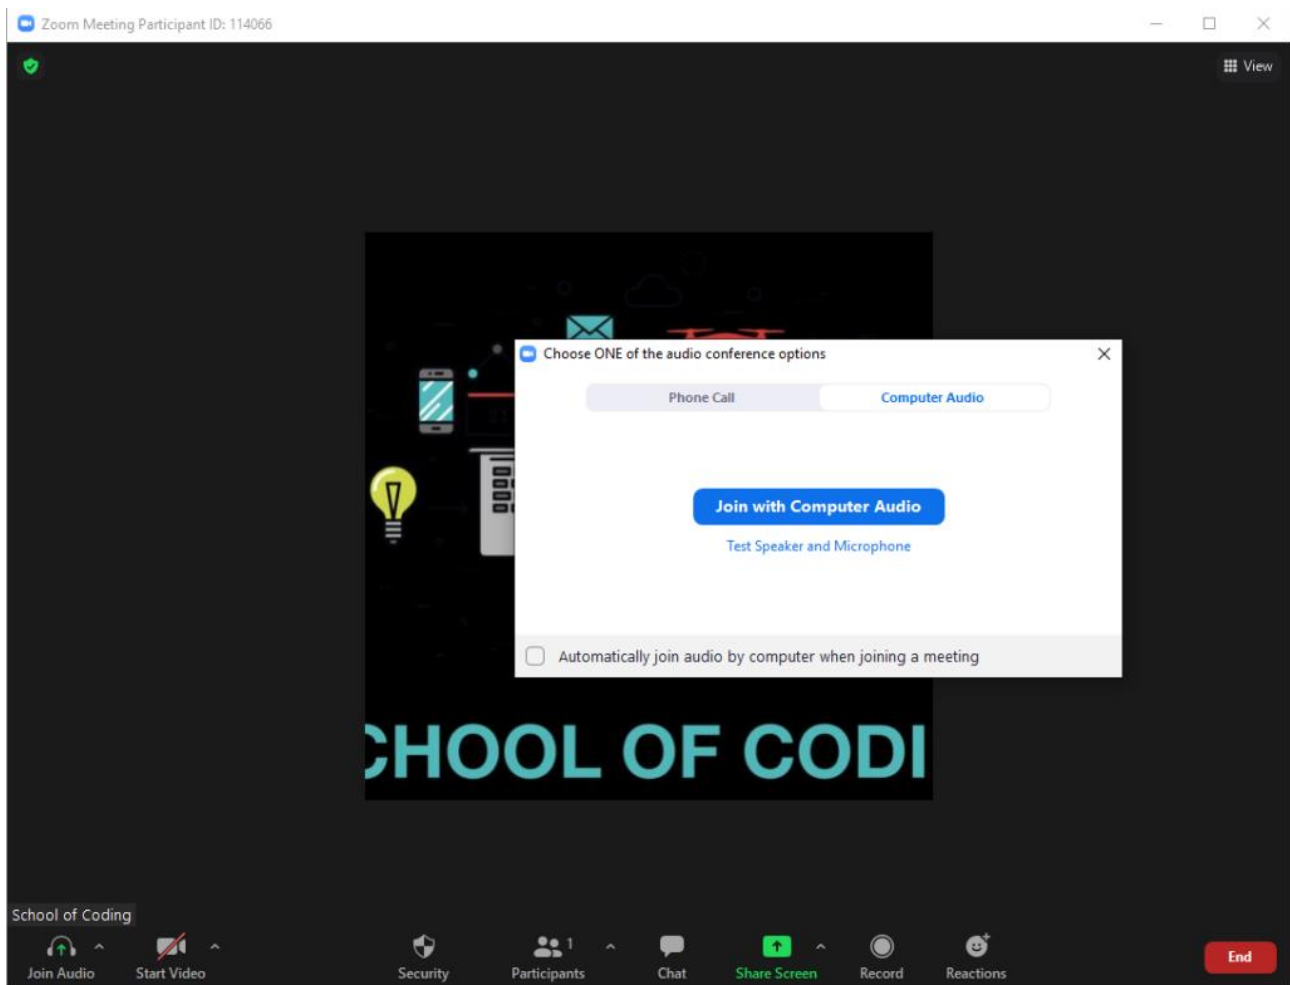 Zoom Meeting Participant ID: 114066
View
Choose ONE of the audio conference options
Phone Call
Computer Audio
Join with Computer Audio
Test Speaker and Microphone
Automatically join audio by computer when joining a meeting
CHOOL OF CODI
School of Coding
Join Audio
Start Video
Security
1
Participants
Chat
Share Screen
Record
Reactions
End